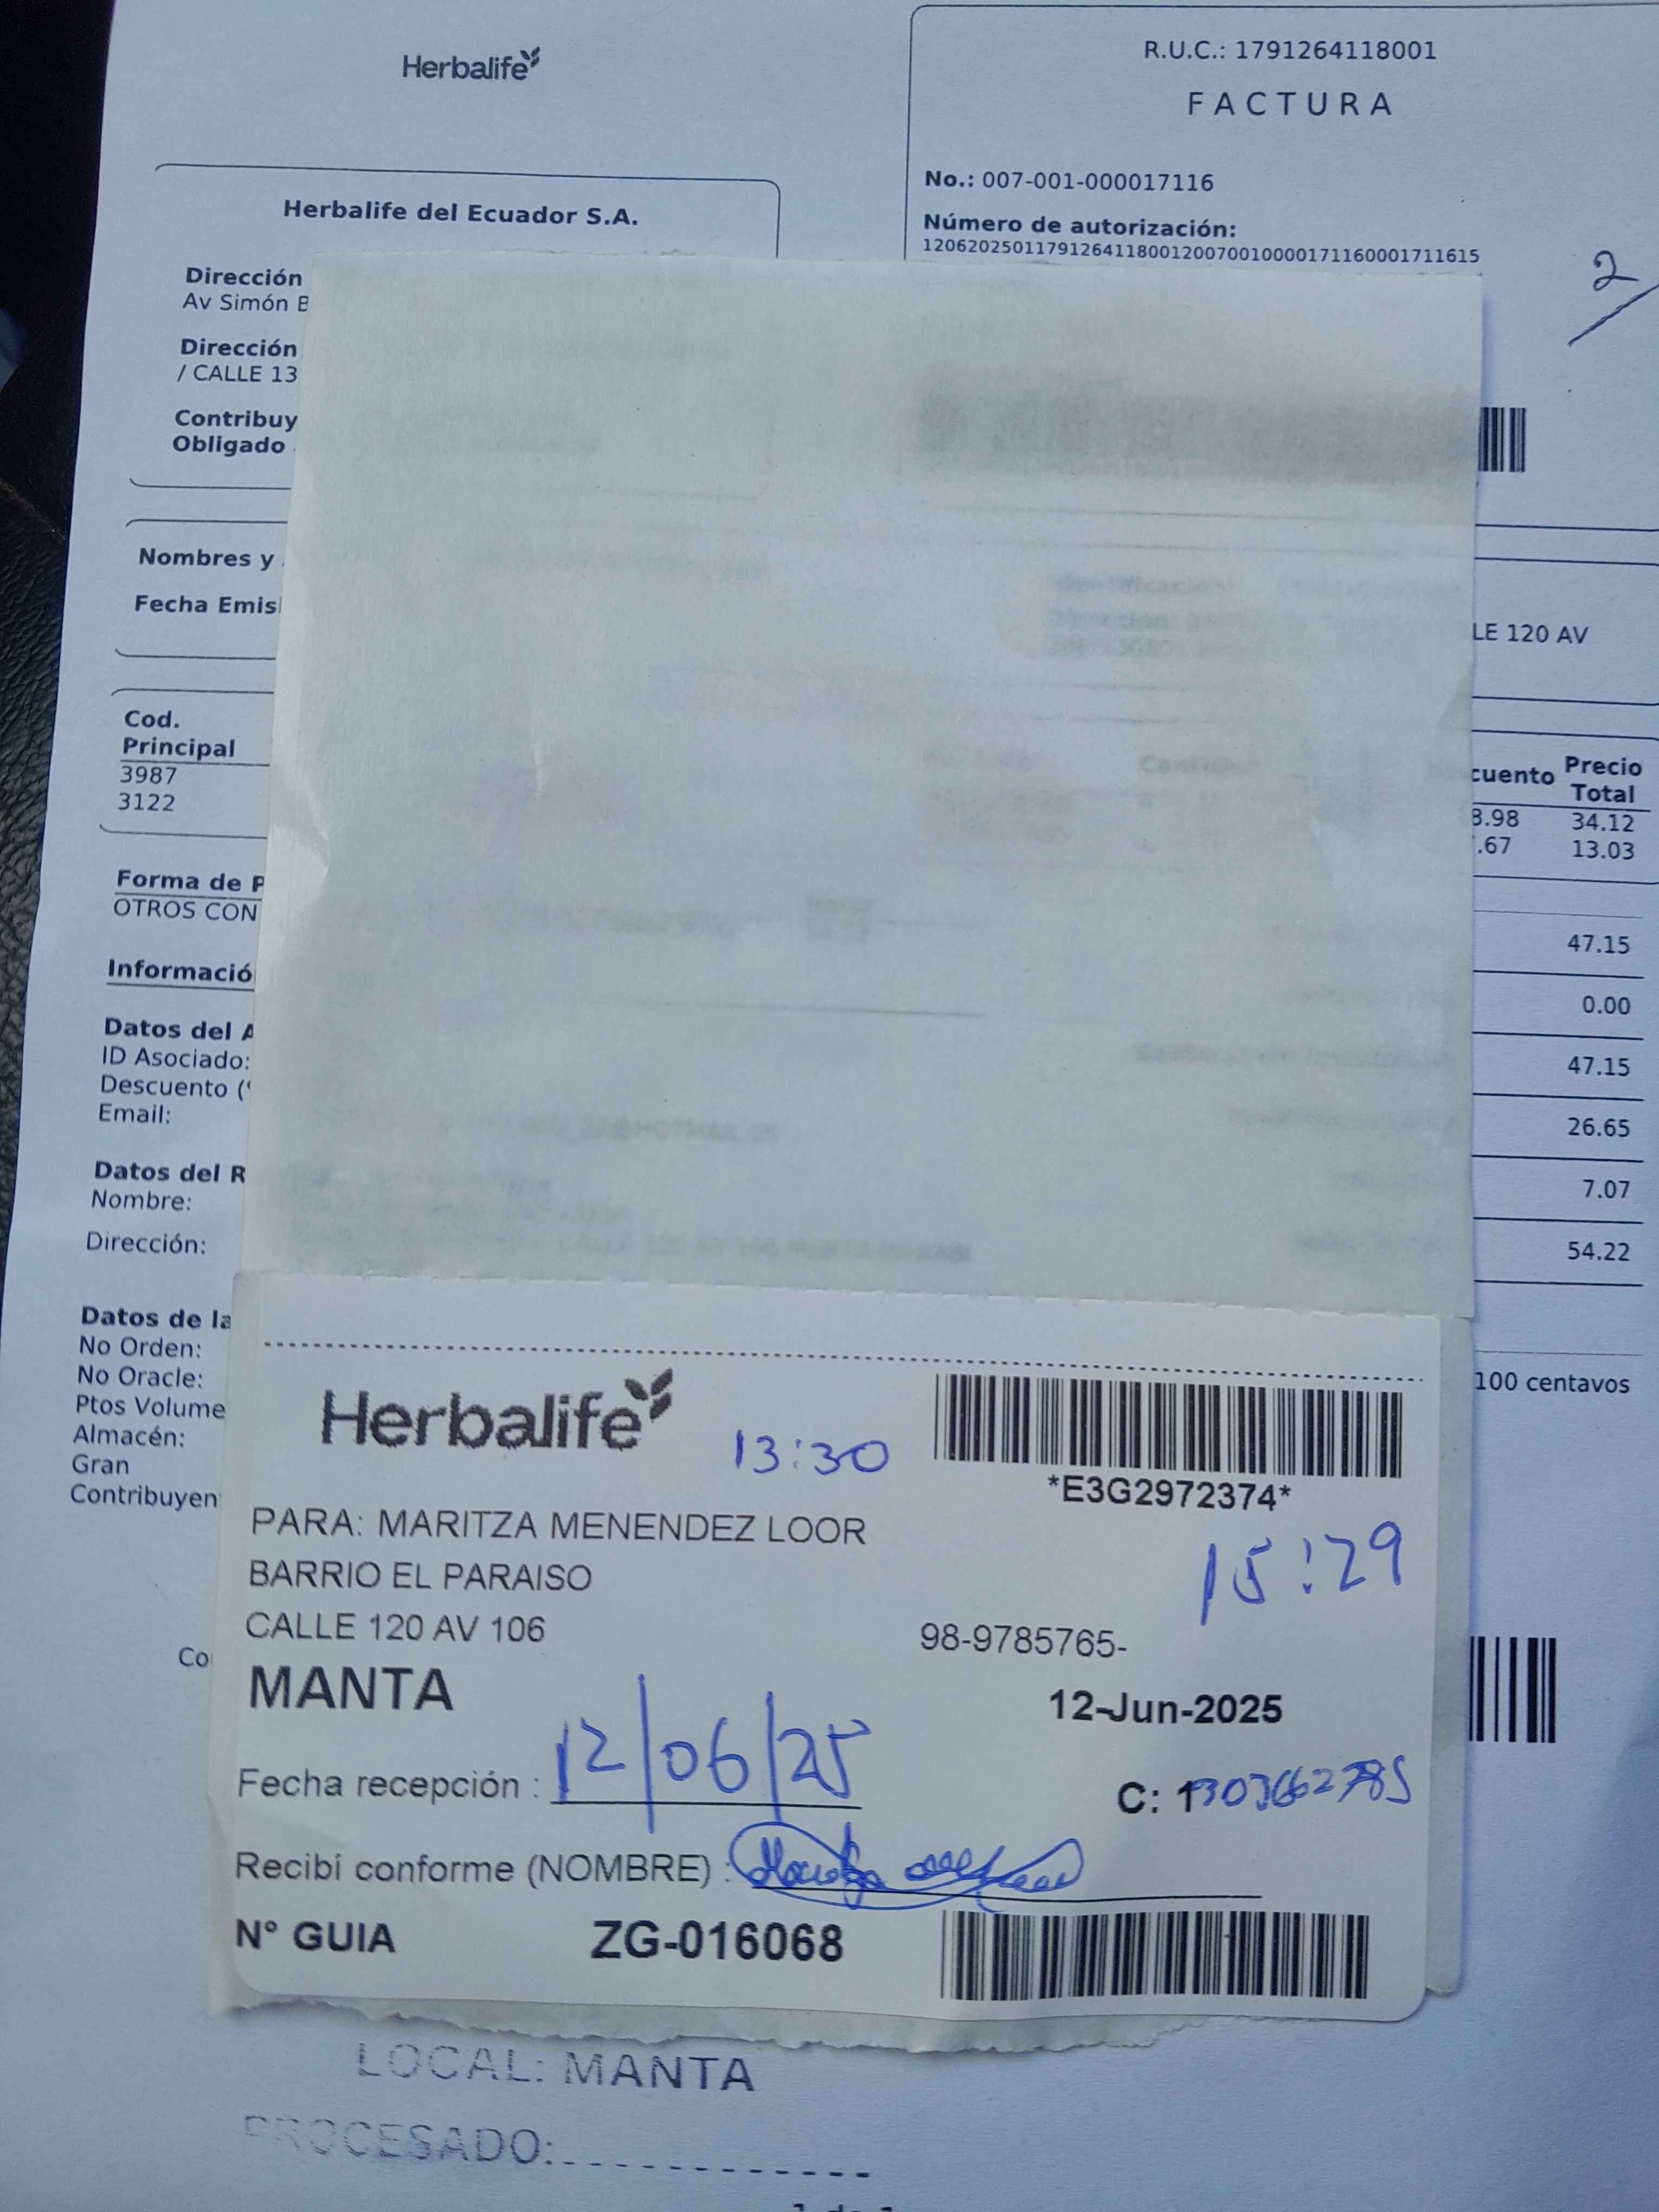 Herbalife
R.U.C.: 1791264118001
FACTURA
No.: 007-001-000017116
Número de autorización:
1206202501179126411800120070010000171160001711615
2/
Herbalife del Ecuador S.A.
Dirección
Av Simón B
Dirección
/ CALLE 13
Contribuy
Obligado
Nombres y
Fecha Emis
LE 120 AV
Cod.
Principal
cuento Precio
Total
3987 8.98 34.12
3122 .67 13.03
Forma de P
OTROS CON
47.15
Informació
0.00
Datos del A
ID Asociado:
47.15
Descuento (
Email:
26.65
Datos del R
Nombre:
7.07
Dirección:
54.22
Datos de la
No Orden:
No Oracle:
100 centavos
Ptos Volume
Almacén:
Gran
Contribuyen
Co
Herbalife
13:30
*E3G2972374*
PARA: MARITZA MENENDEZ LOOR
15:29
BARRIO EL PARAISO
CALLE 120 AV 106
98-9785765-
MANTA
12-Jun-2025
Fecha recepción : 12/06/25
C:
Recibí conforme (NOMBRE) :
N° GUIA ZG-016068
LOCAL: MANTA
PROCESADO: